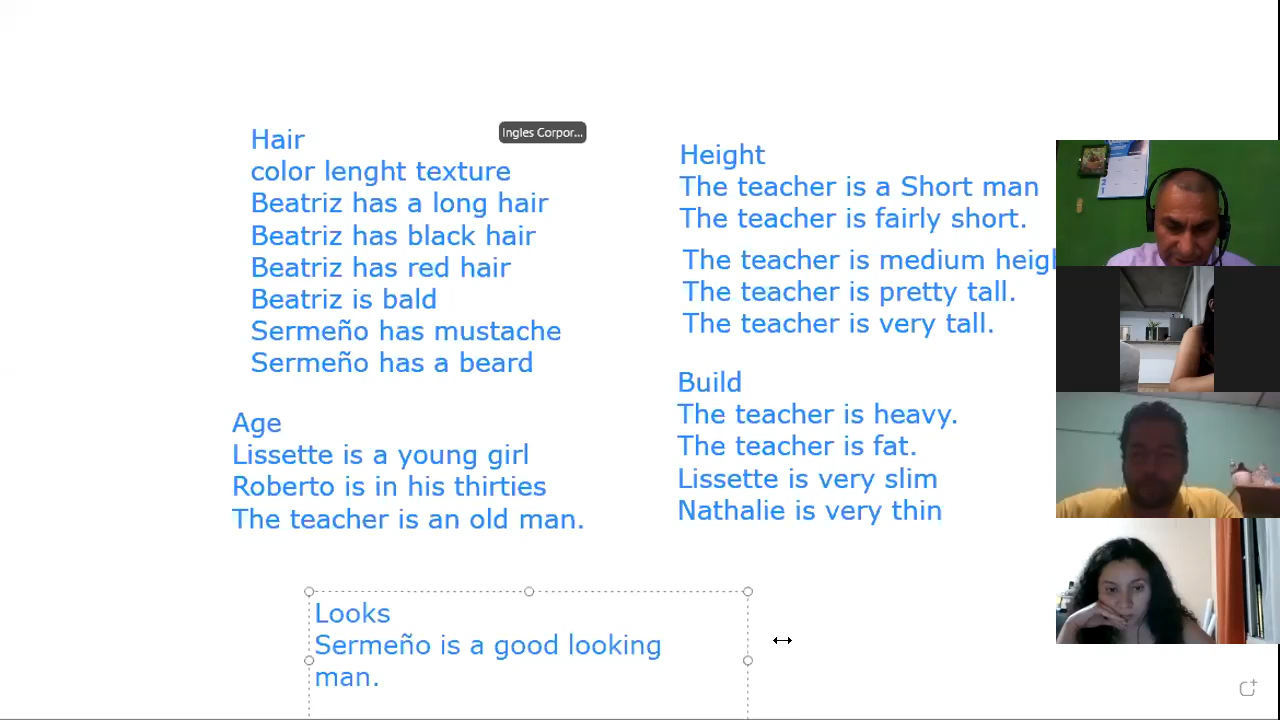 Ingles Corpor...
Hair
color lenght texture
Beatriz has a long hair
Beatriz has black hair
Beatriz has red hair
Beatriz is bald
Sermeño has mustache
Sermeño has a beard
Age
Lissette is a young girl
Roberto is in his thirties
The teacher is an old man.
Height
The teacher is a Short man
The teacher is fairly short.
The teacher is medium heigh
The teacher is pretty tall.
The teacher is very tall.
Build
The teacher is heavy.
The teacher is fat.
Lissette is very slim
Nathalie is very thin
Looks
Sermeño is a good looking
man.